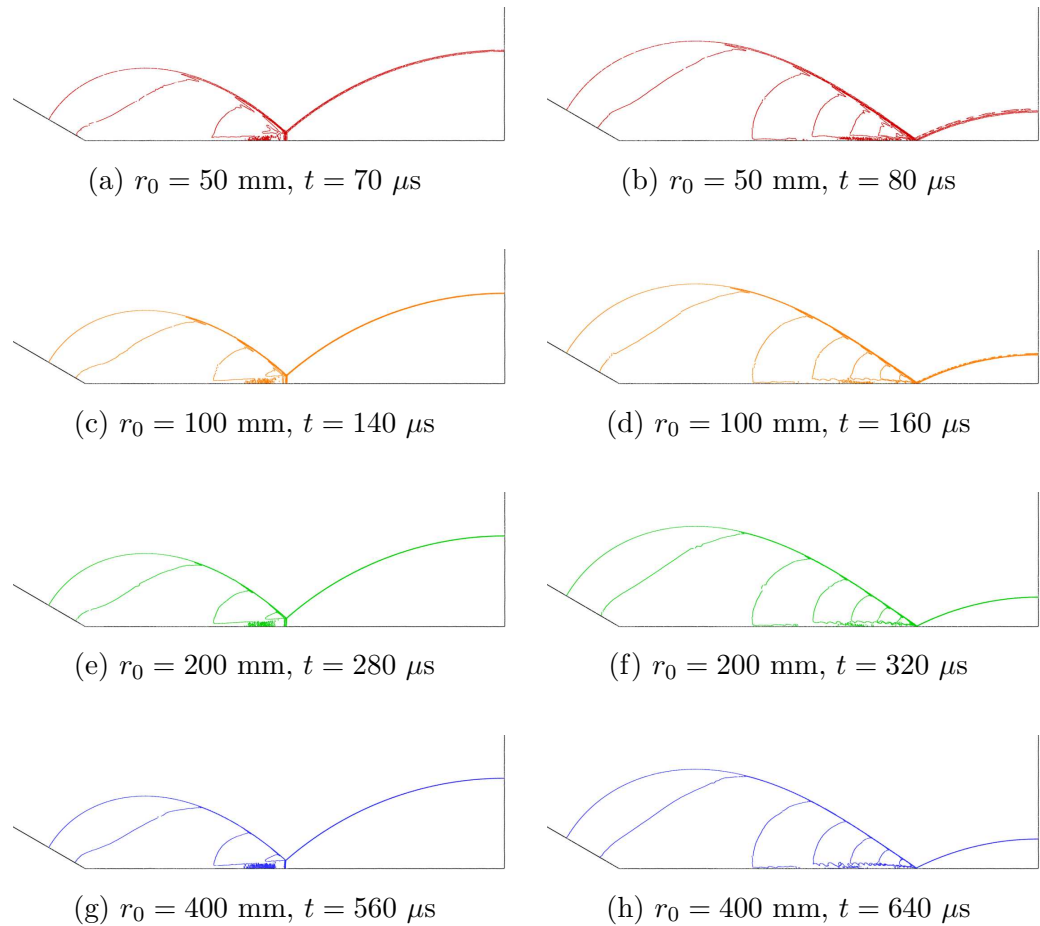 (a) r₀ = 50 mm, t = 70 μs
(b) r₀ = 50 mm, t = 80 μs
(c) r₀ = 100 mm, t = 140 μs
(d) r₀ = 100 mm, t = 160 μs
(e) r₀ = 200 mm, t = 280 μs
(f) r₀ = 200 mm, t = 320 μs
(g) r₀ = 400 mm, t = 560 μs
(h) r₀ = 400 mm, t = 640 μs